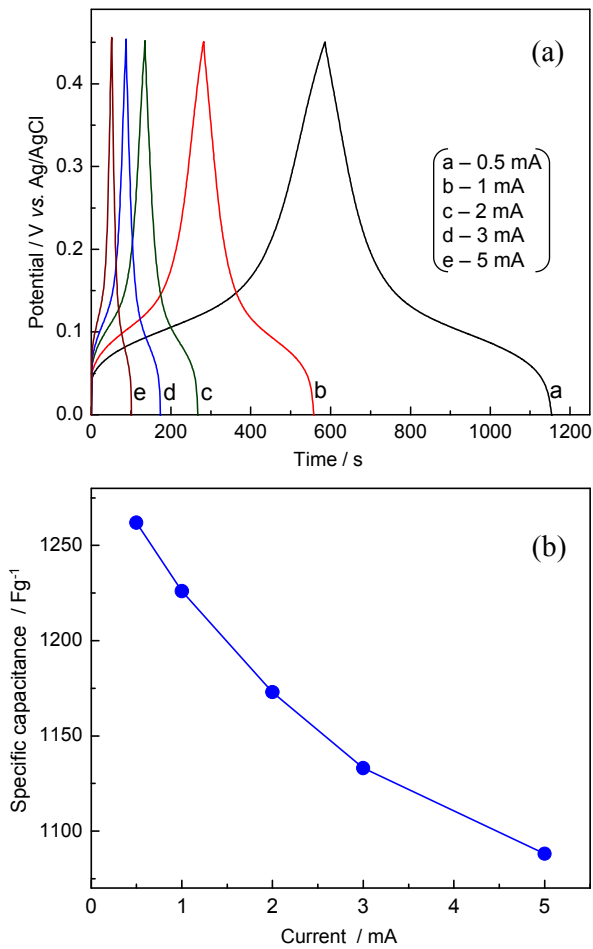 (a)
0.4
0.3
0.2
0.1
0.0
Potential / V vs. Ag/AgCl
a – 0.5 mA
b – 1 mA
c – 2 mA
d – 3 mA
e – 5 mA
e d c b a
0 200 400 600 800 1000 1200
Time / s
(b)
1250
1200
1150
1100
Specific capacitance / Fg-1
0 1 2 3 4 5
Current / mA